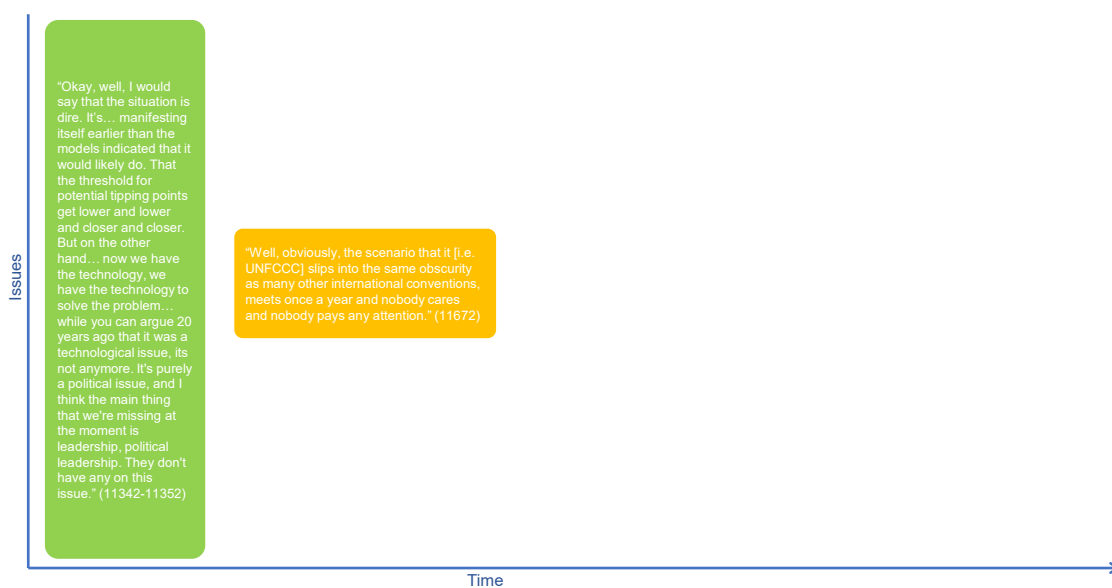 “Okay, well, I would
say that the situation is
dire. It’s… manifesting
itself earlier than the
models indicated that it
would likely do. That
the threshold for
potential tipping points
get lower and lower
and closer and closer.
But on the other
hand… now we have
the technology, we
have the technology to
solve the problem…
while you can argue 20
years ago that it was a
technological issue, its
not anymore. It's purely
a political issue, and I
think the main thing
that we're missing at
the moment is
leadership, political
leadership. They don't
have any on this
issue.” (11342-11352)
“Well, obviously, the scenario that it [i.e.
UNFCCC] slips into the same obscurity
as many other international conventions,
meets once a year and nobody cares
and nobody pays any attention.” (11672)
Issues
Time